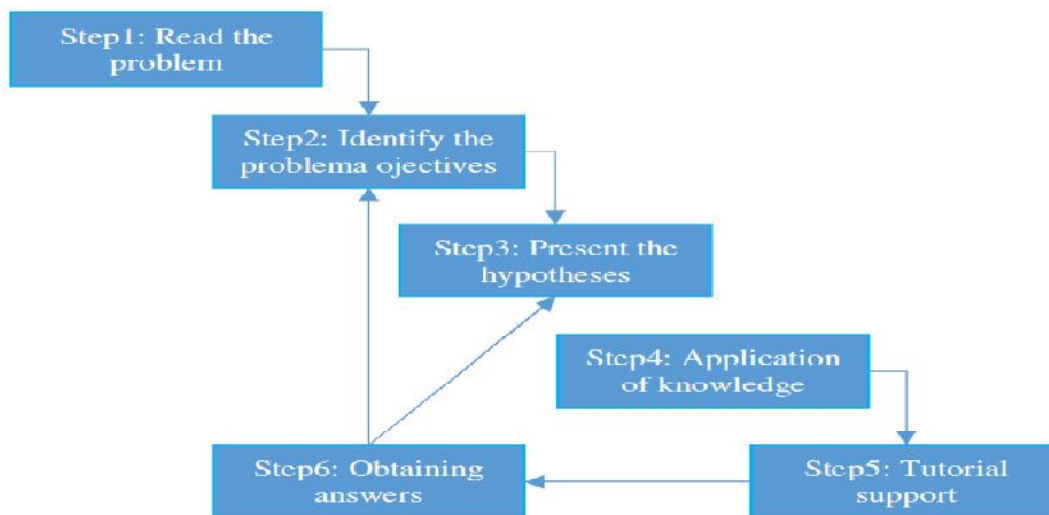 Step1: Read the
problem
Step2: Identify the
problema ojectives
Step3: Present the
hypotheses
Step4: Application
of knowledge
Step6: Obtaining
answers
Step5: Tutorial
support